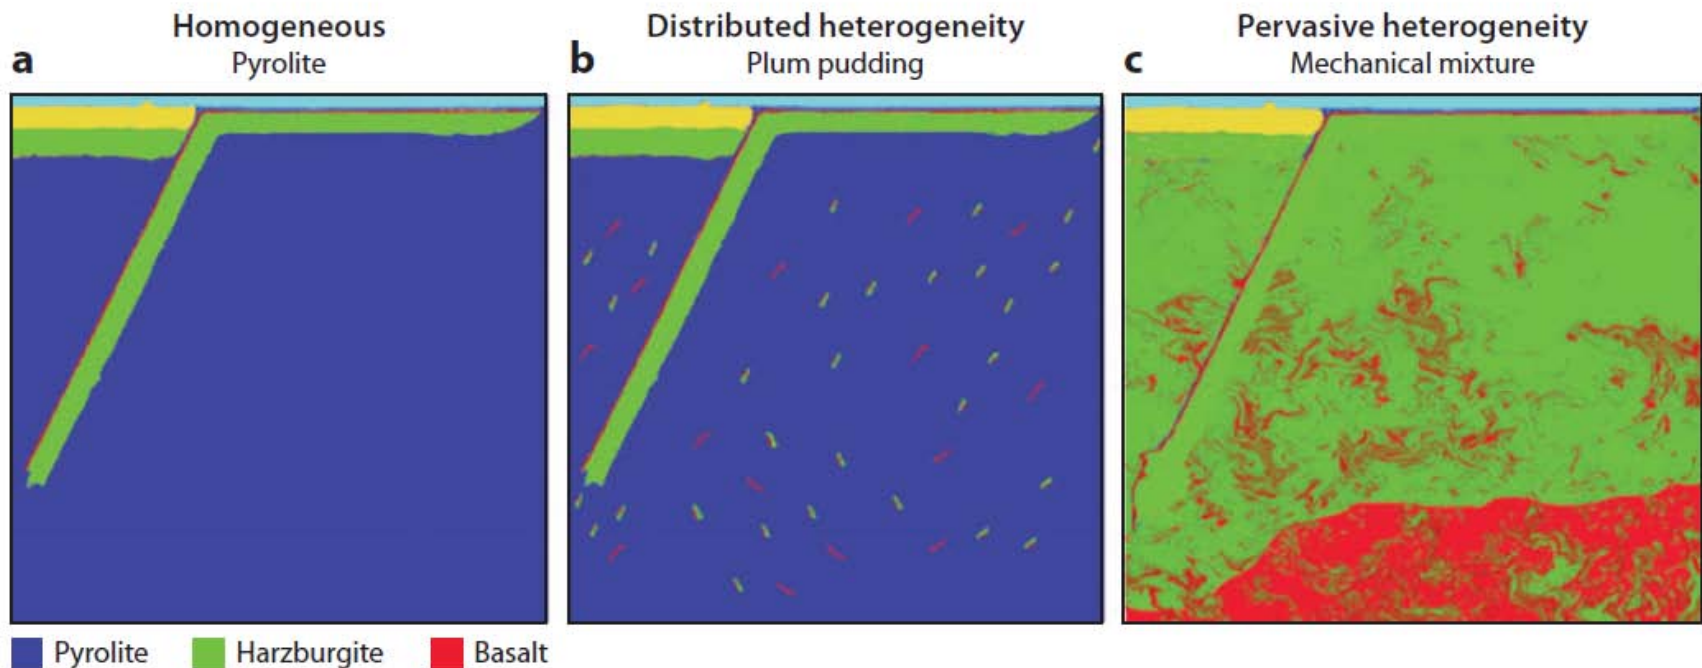 Homogeneous
Pyrolite
a
Distributed heterogeneity
Plum pudding
b
Pervasive heterogeneity
Mechanical mixture
c
Pyrolite
Harzburgite
Basalt